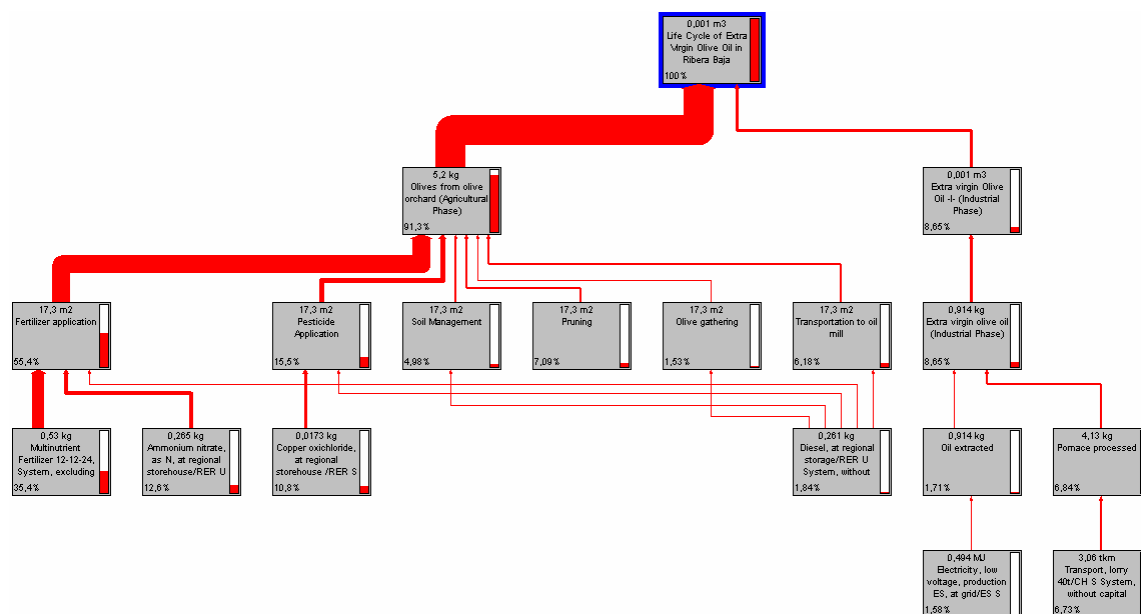 0,001 m3
Life Cycle of Extra
Virgin Olive Oil in
Ribera Baja
100%
5,2 kg
Olives from olive
orchard (Agricultural
Phase)
91,3%
0,001 m3
Extra virgin Olive
Oil -I- (Industrial
Phase)
8,65%
17,3 m2
Fertilizer application
55,4%
17,3 m2
Pesticide
Application
15,5%
17,3 m2
Soil Management
4,98%
17,3 m2
Pruning
7,09%
17,3 m2
Olive gathering
1,53%
17,3 m2
Transportation to oil
mill
6,18%
0,914 kg
Extra virgin olive oil
(Industrial Phase)
8,65%
0,53 kg
Multinutrient
Fertilizer 12-12-24,
System, excluding
35,4%
0,265 kg
Ammonium nitrate,
as N, at regional
storehouse/RER U
12,6%
0,0173 kg
Copper oxichloride,
at regional
storehouse /RER S
10,8%
0,261 kg
Diesel, at regional
storage/RER U
System, without
1,84%
0,914 kg
Oil extracted
1,71%
4,13 kg
Pomace processed
6,84%
0,494 MJ
Electricity, low
voltage, production
ES, at grid/ES S
1,58%
3,06 tkm
Transport, lorry
40t/CH S System,
without capital
6,73%